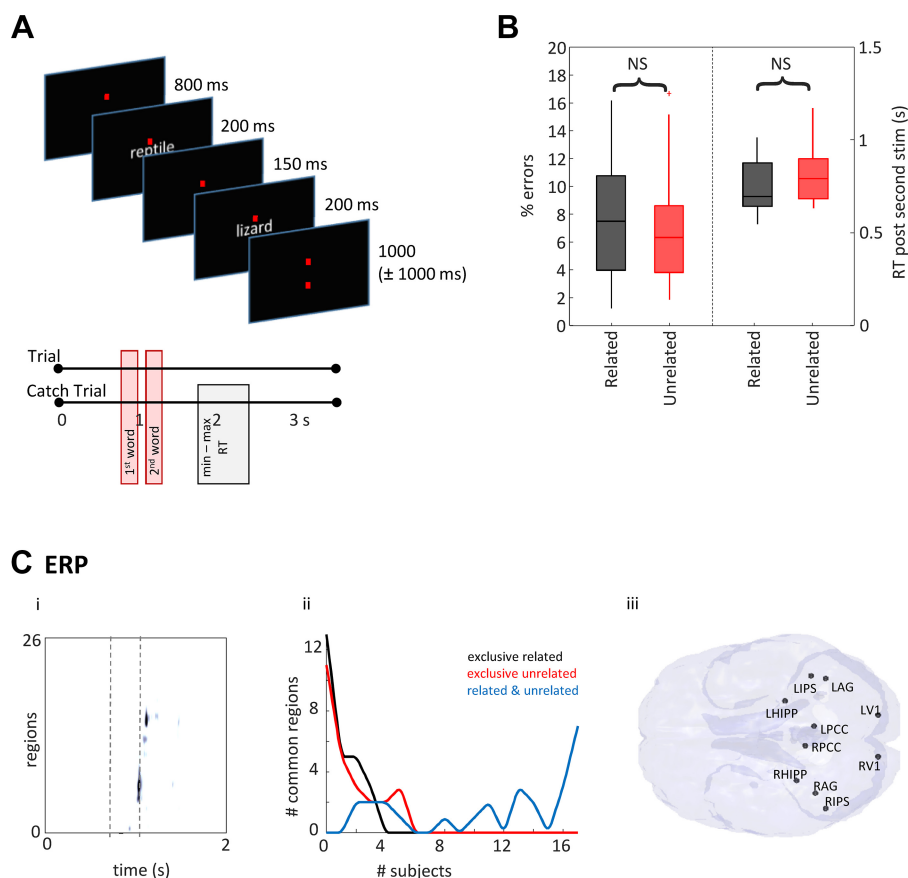 A
800 ms
reptile
200 ms
150 ms
lizard
200 ms
1000
(± 1000 ms)
Trial
Catch Trial
0 1 2 3 s
1st word
2nd word
min – max
RT
B
% errors
20
18
16
14
12
10
8
6
4
2
0
NS
NS
1.5
1
0.5
0
RT post second stim (s)
Related
Unrelated
Related
Unrelated
C ERP
i
26
regions
0
0
2
time (s)
ii
# common regions
12
8
4
0
0 4 8 12 16
# subjects
exclusive related
exclusive unrelated
related & unrelated
iii
LIPS
LAG
LHIPP
LV1
LPCC
RPCC
RV1
RHIPP
RAG
RIPS